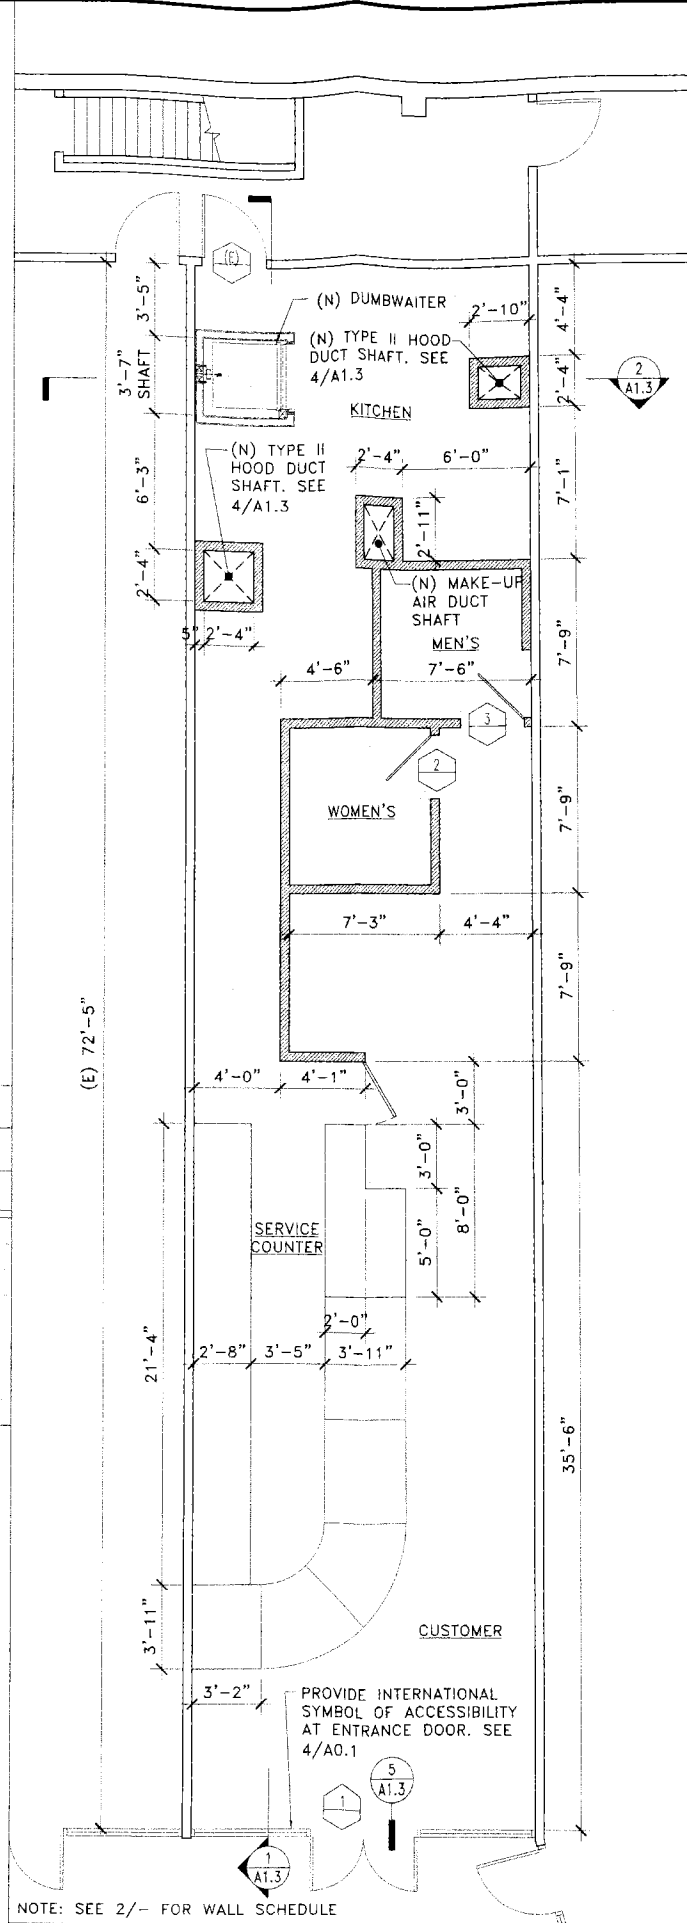 (E)
3'-5"
(N) DUMBWAITER
2'-10"
4'-4"
(N) TYPE II HOOD
DUCT SHAFT. SEE
4/A1.3
3'-7"
SHAFT
2
A1.3
2'-4"
KITCHEN
(N) TYPE II
HOOD DUCT
SHAFT. SEE
4/A1.3
2'-4"
6'-0"
6'-3"
7'-1"
2'-11"
2'-4"
(N) MAKE-UP
AIR DUCT
SHAFT
5"
2'-4"
MEN'S
7'-9"
4'-6"
7'-6"
3
2
WOMEN'S
7'-9"
7'-3"
4'-4"
7'-9"
(E) 72'-5"
4'-0"
4'-1"
3'-0"
3'-0"
8'-0"
5'-0"
SERVICE
COUNTER
2'-0"
2'-8"
3'-5"
3'-11"
21'-4"
35'-6"
3'-11"
CUSTOMER
3'-2"
PROVIDE INTERNATIONAL
SYMBOL OF ACCESSIBILITY
AT ENTRANCE DOOR. SEE
4/A0.1
5
A1.3
1
1
A1.3
NOTE: SEE 2/- FOR WALL SCHEDULE